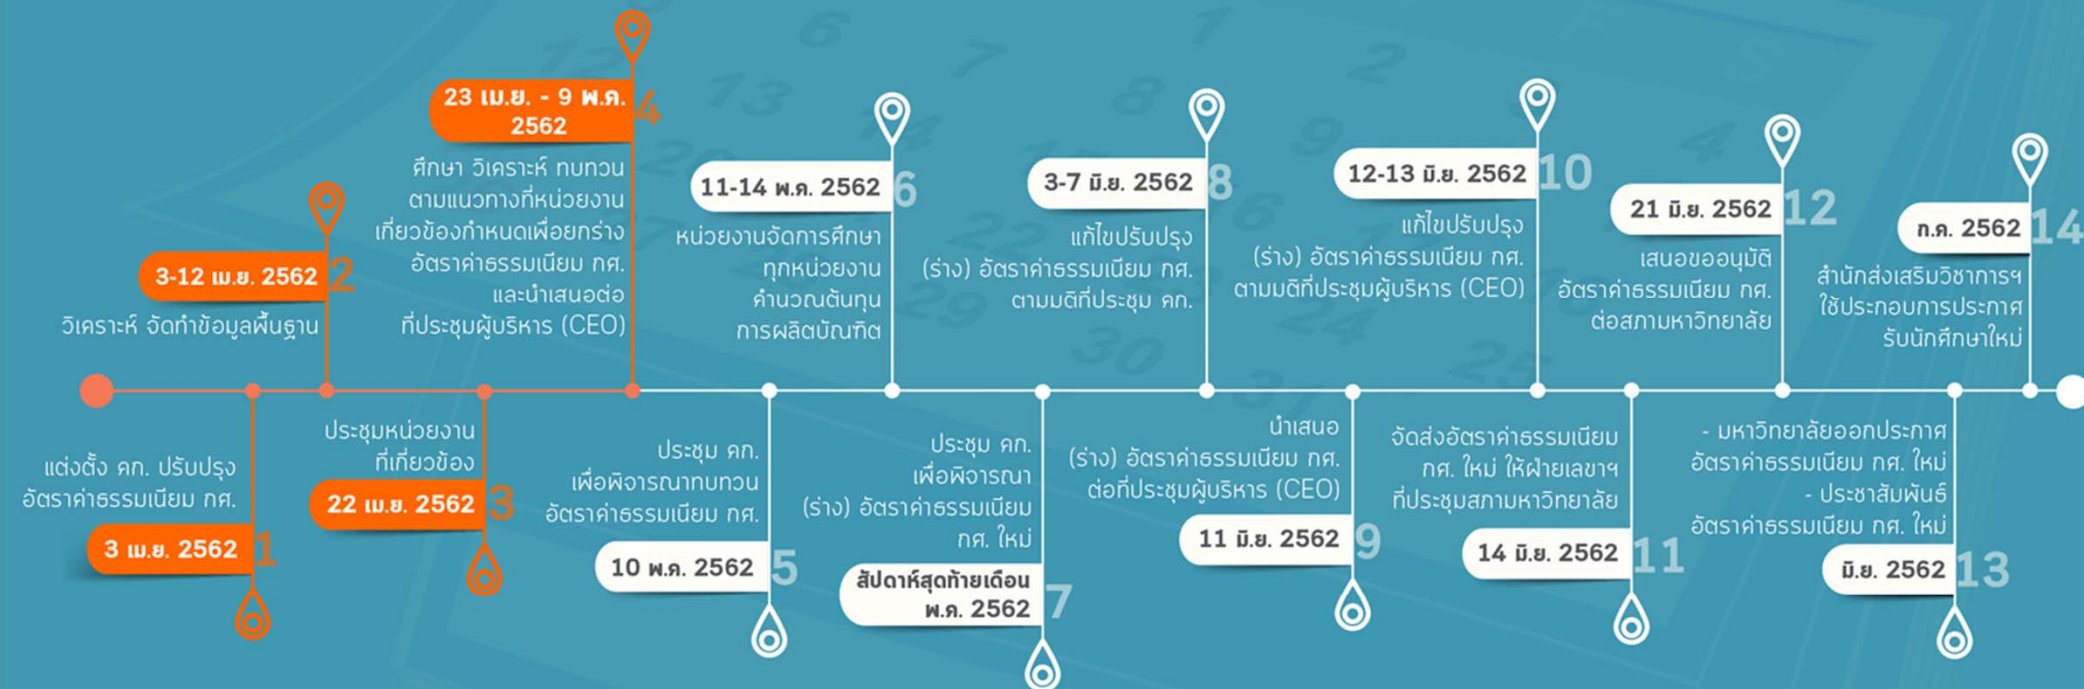 3 เม.ย. 2562
1
แต่งตั้ง คก. ปรับปรุง
อัตราค่าธรรมเนียม กศ.
3-12 เม.ย. 2562
2
วิเคราะห์ จัดทำข้อมูลพื้นฐาน
ประชุมหน่วยงาน
ที่เกี่ยวข้อง
22 เม.ย. 2562
3
23 เม.ย. - 9 พ.ค.
2562
4
ศึกษา วิเคราะห์ ทบทวน
ตามแนวทางที่หน่วยงาน
เกี่ยวข้องกำหนดเพื่อยกร่าง
อัตราค่าธรรมเนียม กศ.
และนำเสนอต่อ
ที่ประชุมผู้บริหาร (CEO)
ประชุม คก.
เพื่อพิจารณาทบทวน
อัตราค่าธรรมเนียม กศ.
10 พ.ค. 2562
5
11-14 พ.ค. 2562
6
หน่วยงานจัดการศึกษา
ทุกหน่วยงาน
คำนวณต้นทุน
การผลิตบัณฑิต
ประชุม คก.
เพื่อพิจารณา
(ร่าง) อัตราค่าธรรมเนียม
กศ. ใหม่
สัปดาห์สุดท้ายเดือน
พ.ค. 2562
7
3-7 มิ.ย. 2562
8
แก้ไขปรับปรุง
(ร่าง) อัตราค่าธรรมเนียม กศ.
ตามมติที่ประชุม คก.
นำเสนอ
(ร่าง) อัตราค่าธรรมเนียม กศ.
ต่อที่ประชุมผู้บริหาร (CEO)
11 มิ.ย. 2562
9
12-13 มิ.ย. 2562
10
แก้ไขปรับปรุง
(ร่าง) อัตราค่าธรรมเนียม กศ.
ตามมติที่ประชุมผู้บริหาร (CEO)
จัดส่งอัตราค่าธรรมเนียม
กศ. ใหม่ ให้ฝ่ายเลขาฯ
ที่ประชุมสภามหาวิทยาลัย
14 มิ.ย. 2562
11
21 มิ.ย. 2562
12
เสนอขออนุมัติ
อัตราค่าธรรมเนียม กศ.
ต่อสภามหาวิทยาลัย
- มหาวิทยาลัยออกประกาศ
อัตราค่าธรรมเนียม กศ. ใหม่
- ประชาสัมพันธ์
อัตราค่าธรรมเนียม กศ. ใหม่
มิ.ย. 2562
13
ก.ค. 2562
14
สำนักส่งเสริมวิชาการฯ
ใช้ประกอบการประกาศ
รับนักศึกษาใหม่